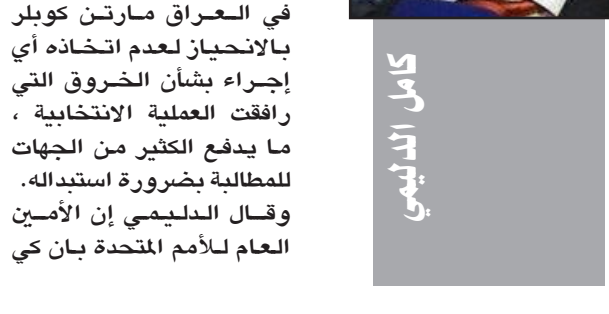 في العراق مارتن كوبلر
بالانحياز لعدم اتخاذه أي
إجراء بشأن الخروق التي
رافقت العملية الانتخابية ،
ما يدفع الكثير من الجهات
للمطالبة بضرورة استبداله.
وقال الدليمي إن الأمين
العام للأمم المتحدة بان كي
كامل الدليمي